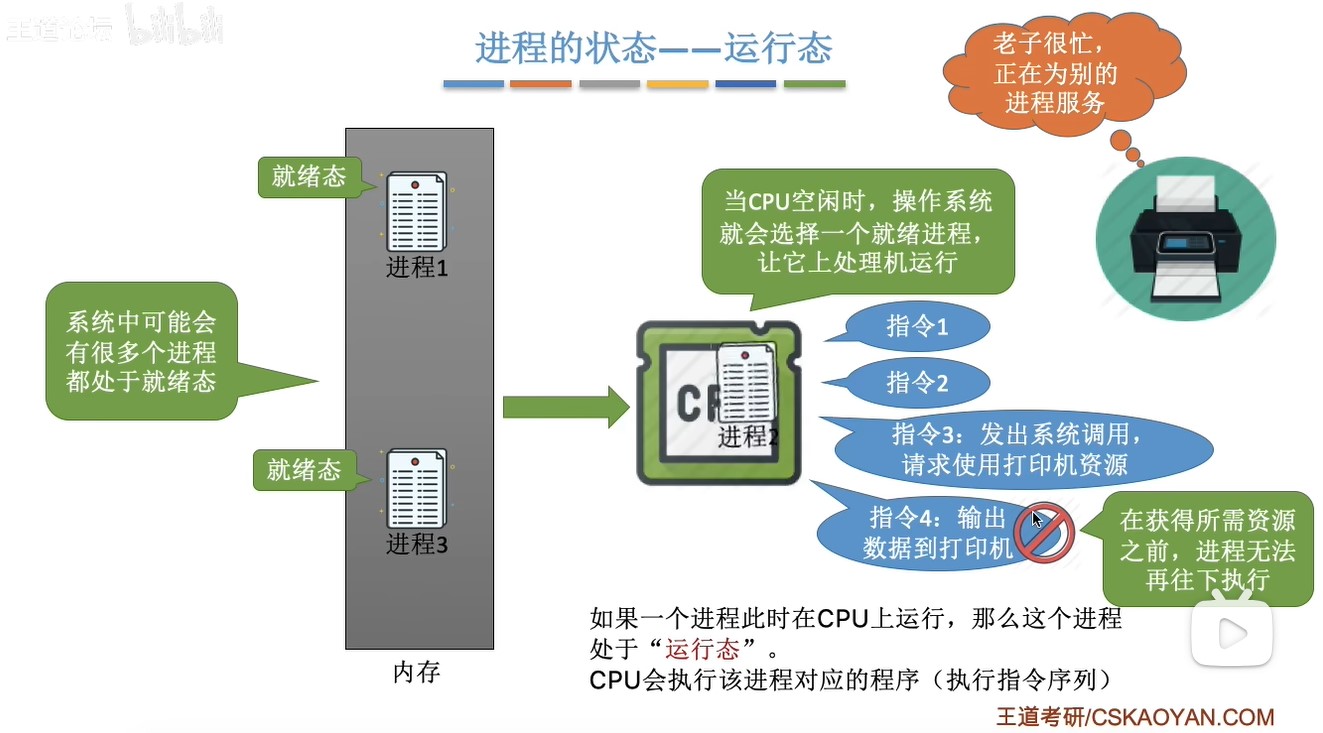 王道论坛 bilibili
进程的状态——运行态
老子很忙，
正在为别的
进程服务
就绪态
进程1
当CPU空闲时，操作系统
就会选择一个就绪进程，
让它上处理机运行
系统中可能会
有很多个进程
都处于就绪态
指令1
指令2
进程2
指令3：发出系统调用，
请求使用打印机资源
就绪态
进程3
指令4：输出
数据到打印机
在获得所需资源
之前，进程无法
再往下执行
如果一个进程此时在CPU上运行，那么这个进程
处于“运行态”。
CPU会执行该进程对应的程序（执行指令序列）
内存
王道考研/CSKAOYAN.COM